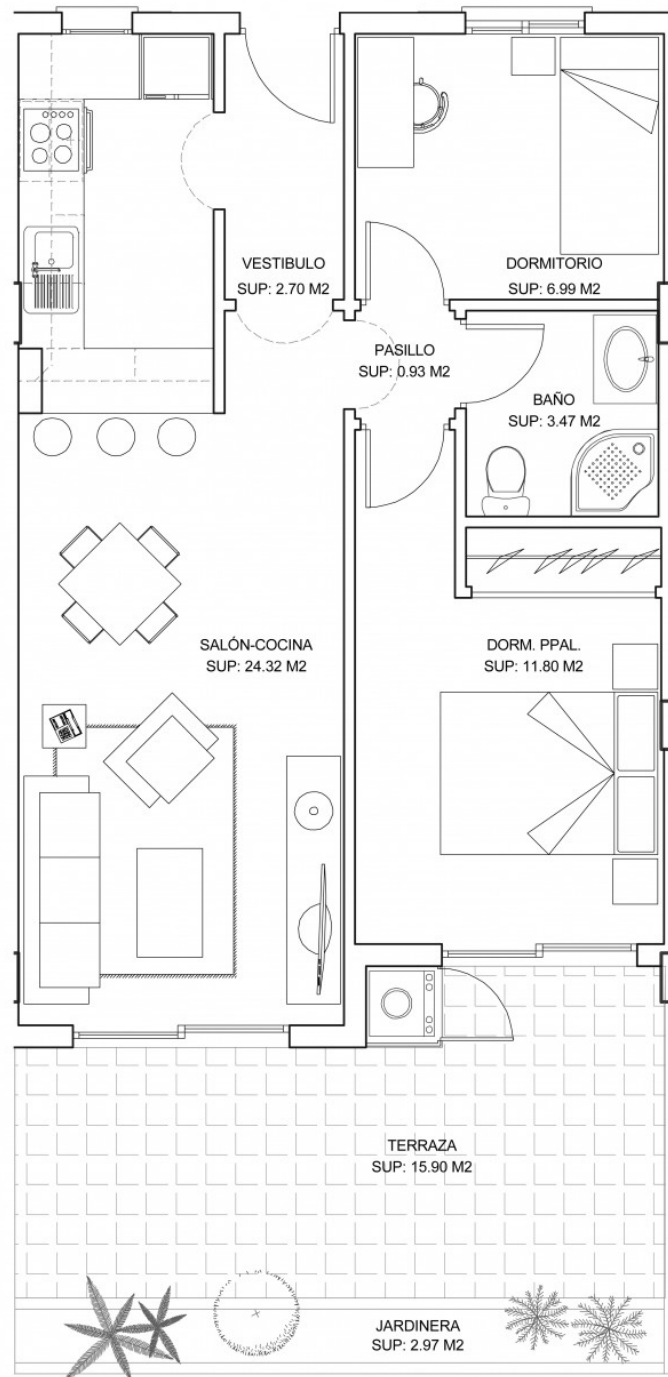 VESTIBULO
SUP: 2.70 M2
DORMITORIO
SUP: 6.99 M2
PASILLO
SUP: 0.93 M2
BAÑO
SUP: 3.47 M2
SALÓN-COCINA
SUP: 24.32 M2
DORM. PPAL.
SUP: 11.80 M2
TERRAZA
SUP: 15.90 M2
JARDINERA
SUP: 2.97 M2